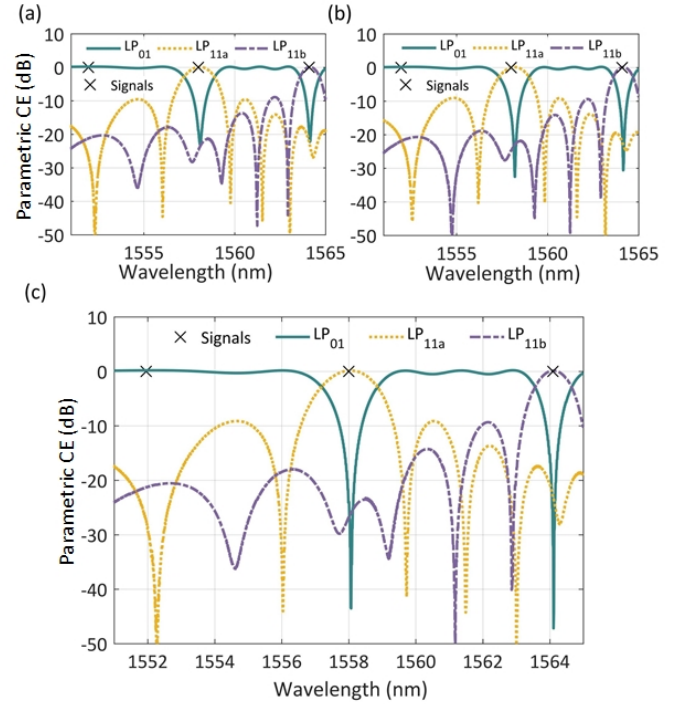 (a)
LP01 LP11a LP11b
Signals
Parametric CE (dB)
10
0
-10
-20
-30
-40
-50
1555 1560 1565
Wavelength (nm)
(b)
LP01 LP11a LP11b
Signals
10
0
-10
-20
-30
-40
-50
1555 1560 1565
Wavelength (nm)
(c)
Signals LP01 LP11a LP11b
Parametric CE (dB)
10
0
-10
-20
-30
-40
-50
1552 1554 1556 1558 1560 1562 1564
Wavelength (nm)